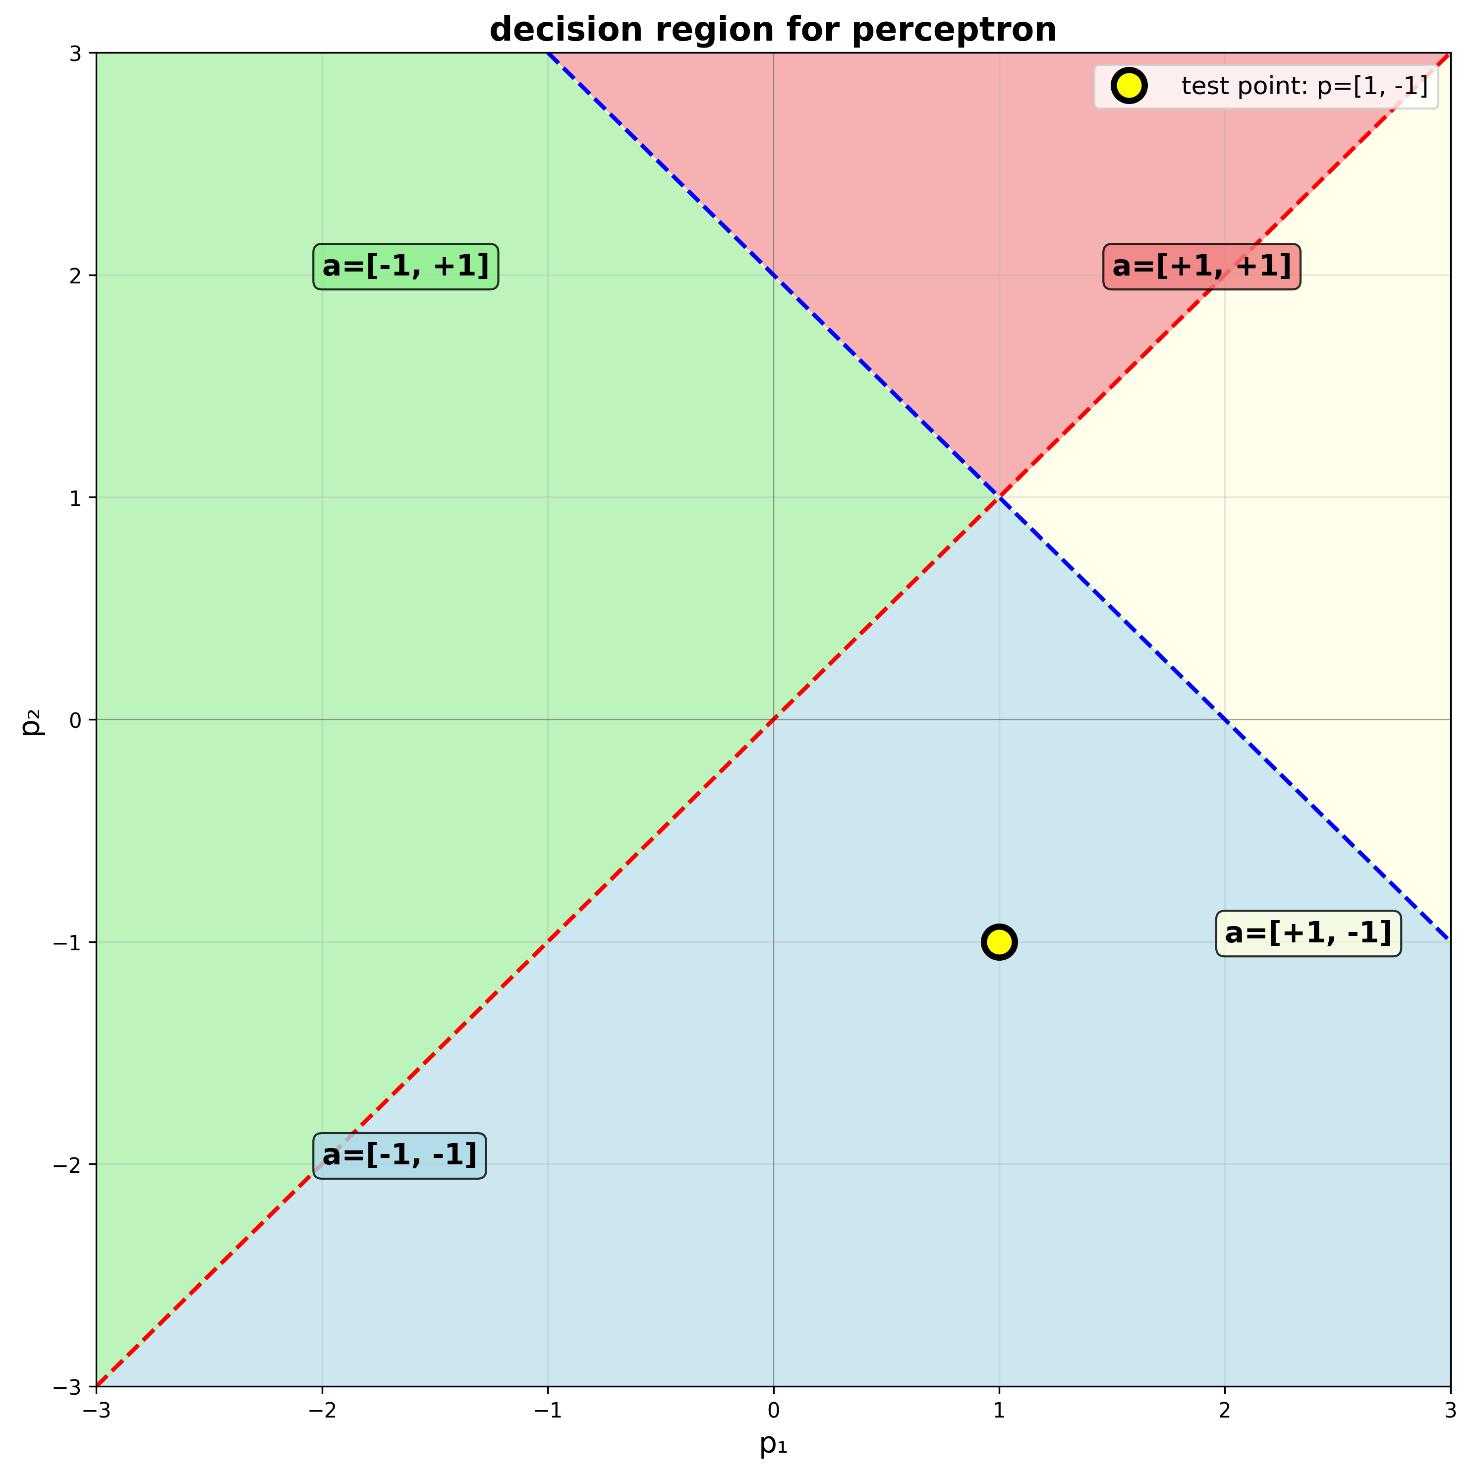 decision region for perceptron
test point: p=[1, -1]
a=[-1, +1]
a=[+1, +1]
a=[+1, -1]
a=[-1, -1]
3
2
1
0
−1
−2
−3
p₂
−3
−2
−1
0
1
2
3
p₁